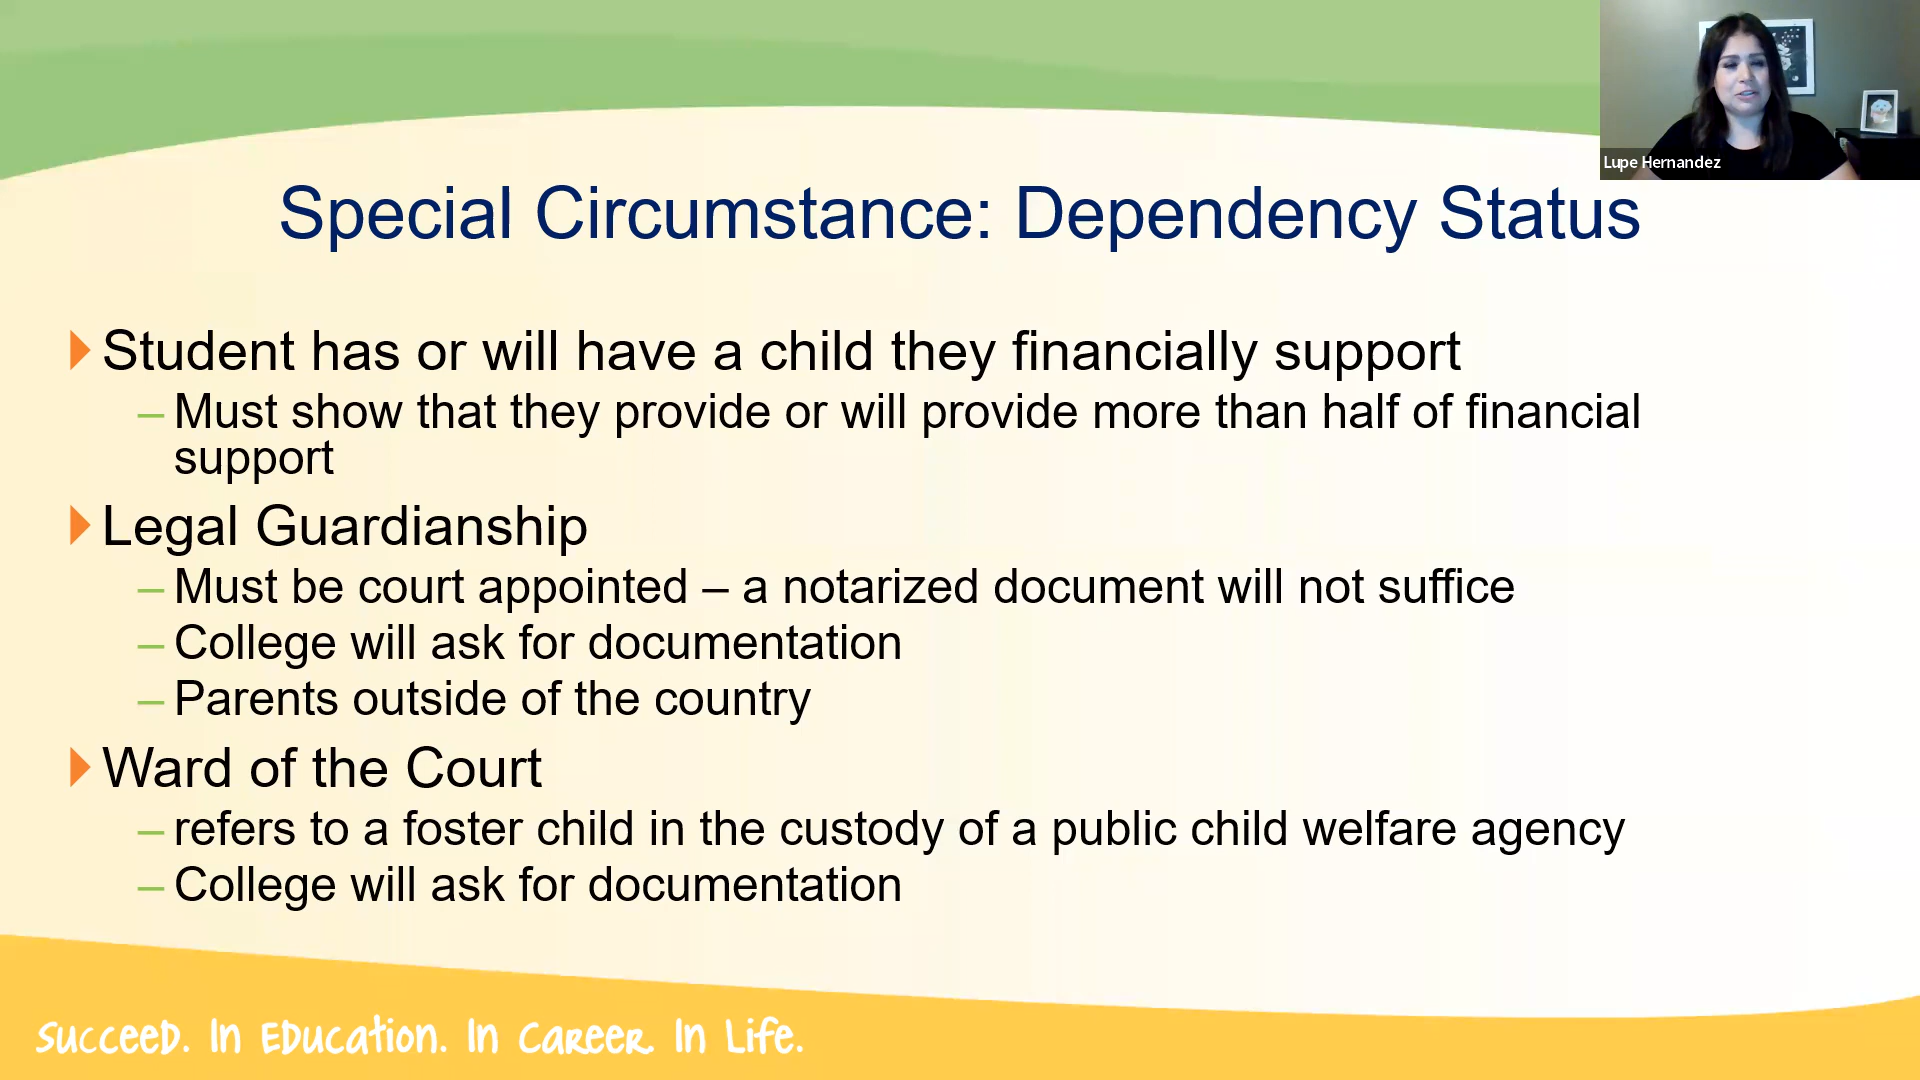 Lupe Hernandez
Special Circumstance: Dependency Status
Student has or will have a child they financially support
– Must show that they provide or will provide more than half of financial
support
Legal Guardianship
– Must be court appointed – a notarized document will not suffice
– College will ask for documentation
– Parents outside of the country
Ward of the Court
– refers to a foster child in the custody of a public child welfare agency
– College will ask for documentation
Succeed. In Education. In Career. In Life.